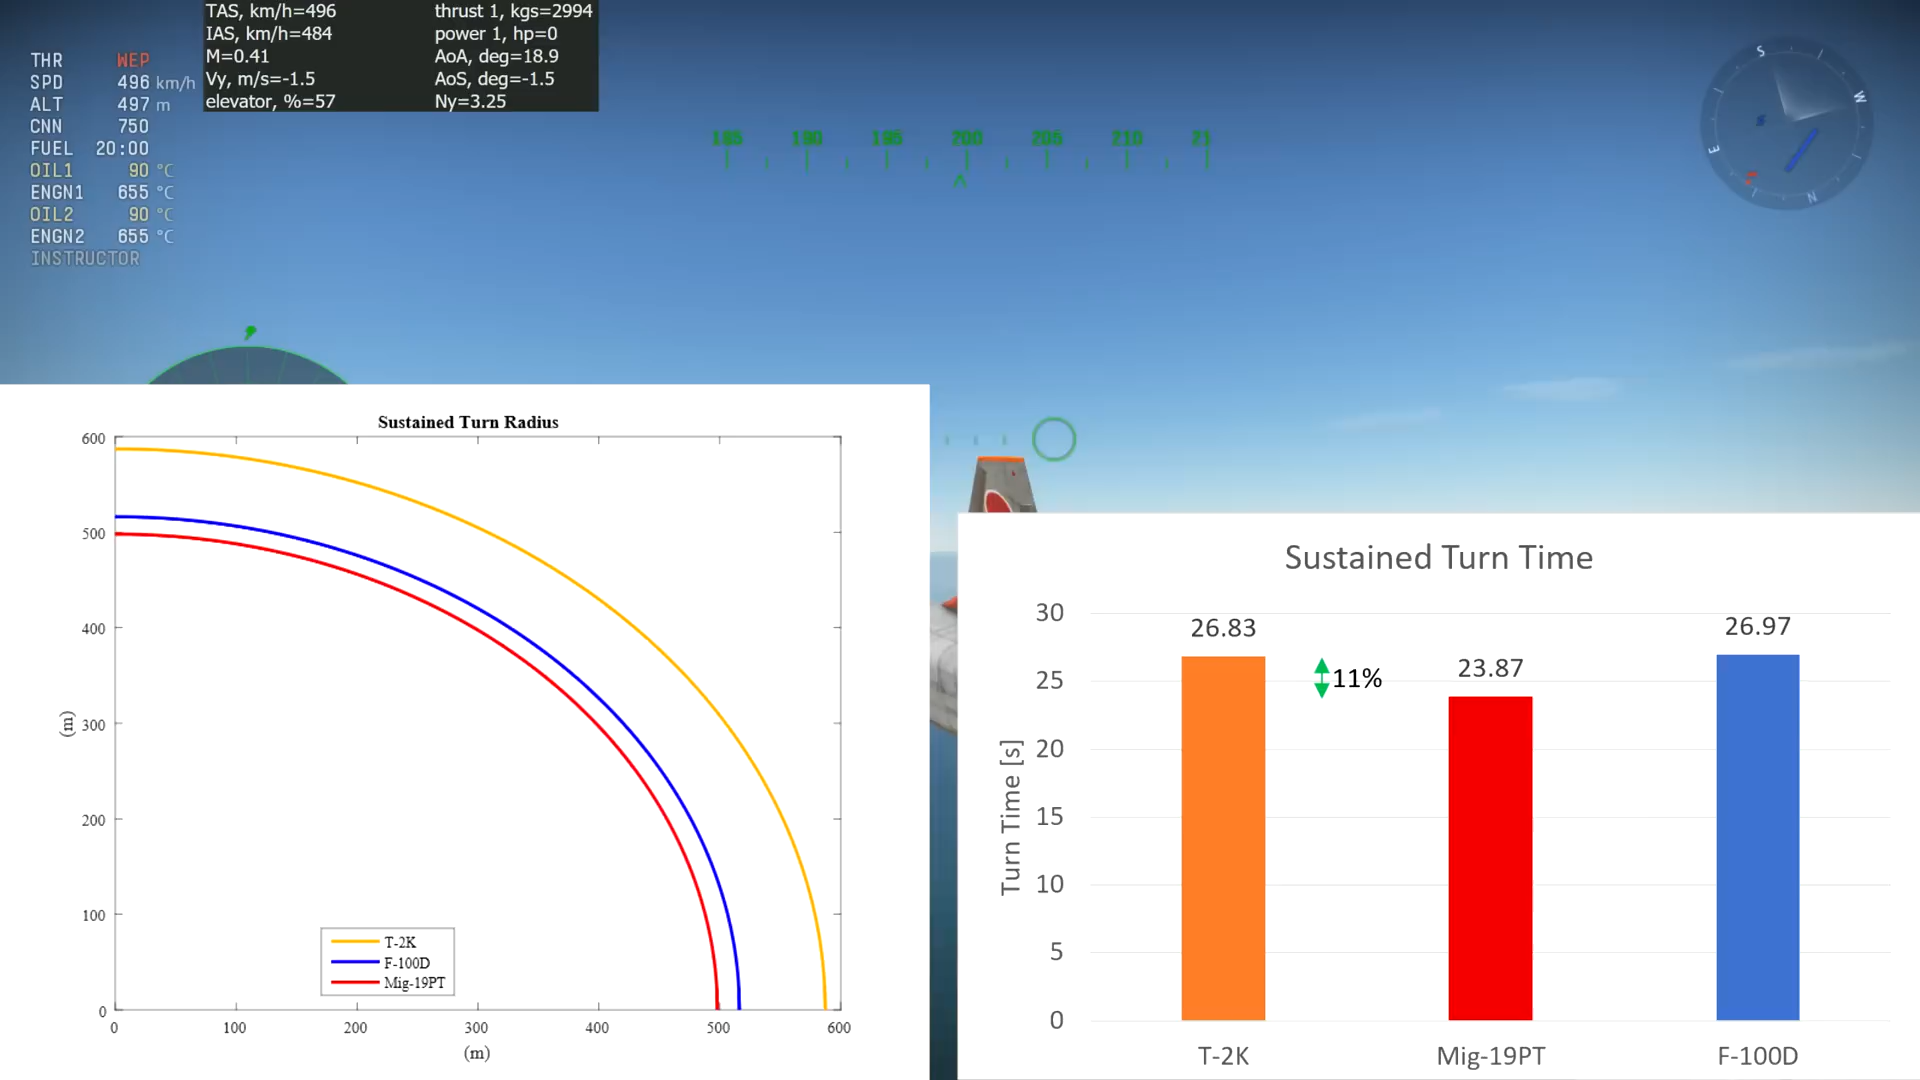 TAS, km/h=496 thrust 1, kgs=2994
IAS, km/h=484 power 1, hp=0
M=0.41 AoA, deg=18.9
Vy, m/s=-1.5 AoS, deg=-1.5
elevator, %=57 Ny=3.25
THR WEP
SPD 496 km/h
ALT 497 m
CNN 750
FUEL 20:00
OIL1 90 °C
ENGN1 655 °C
OIL2 90 °C
ENGN2 655 °C
INSTRUCTOR
185 190 195 200 205 210 21
S
W
E
N
Sustained Turn Radius
600
500
400
300
200
100
0
(m)
0 100 200 300 400 500 600
(m)
T-2K
F-100D
Mig-19PT
Sustained Turn Time
30
25
20
15
10
5
0
Turn Time [s]
26.83
11%
23.87
26.97
T-2K Mig-19PT F-100D